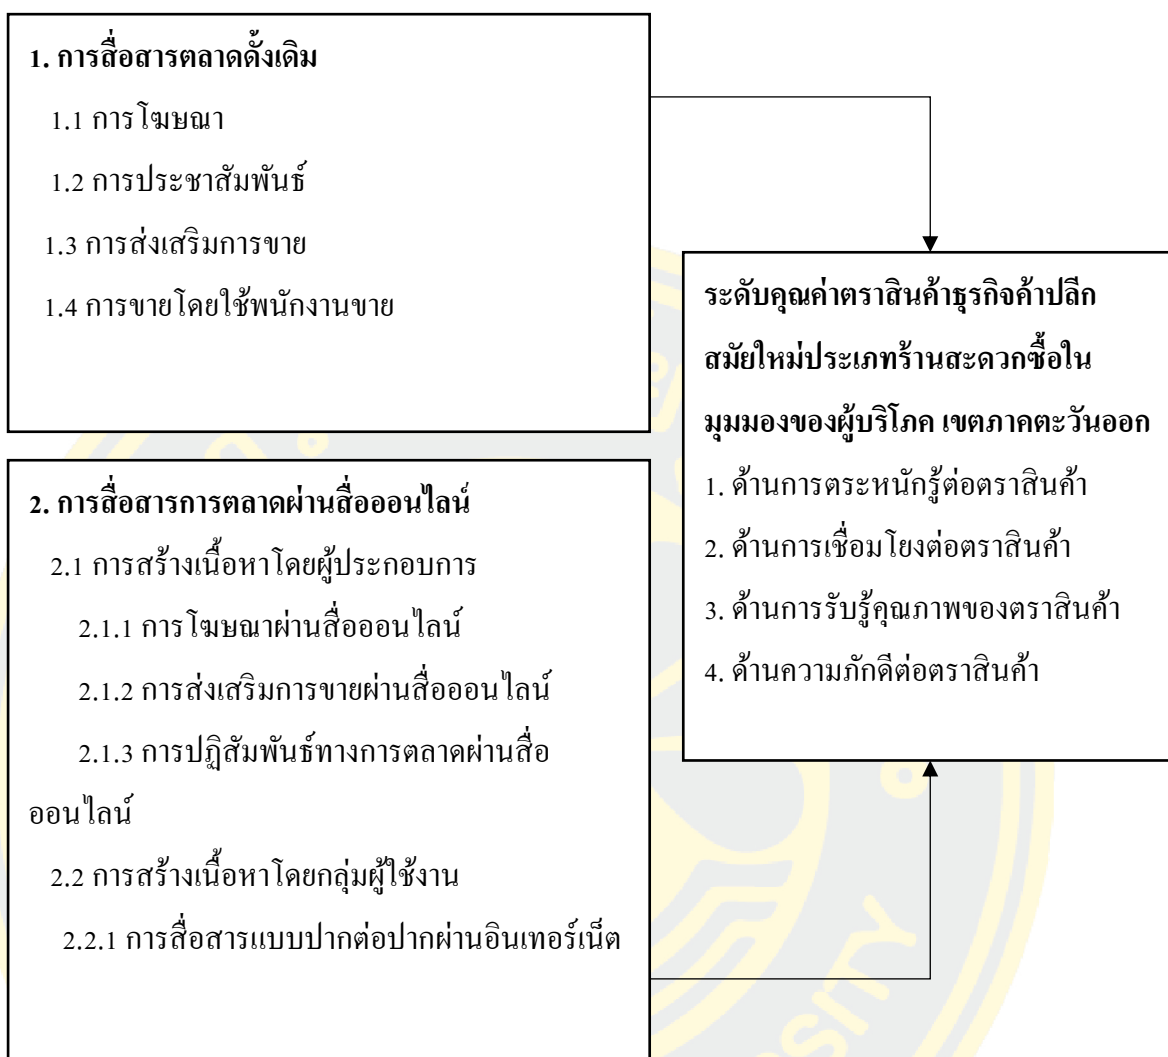 1. การสื่อสารตลาดดั้งเดิม
1.1 การโฆษณา
1.2 การประชาสัมพันธ์
1.3 การส่งเสริมการขาย
1.4 การขายโดยใช้พนักงานขาย
2. การสื่อสารการตลาดผ่านสื่อออนไลน์
2.1 การสร้างเนื้อหาโดยผู้ประกอบการ
2.1.1 การโฆษณาผ่านสื่อออนไลน์
2.1.2 การส่งเสริมการขายผ่านสื่อออนไลน์
2.1.3 การปฏิสัมพันธ์ทางการตลาดผ่านสื่อ
ออนไลน์
2.2 การสร้างเนื้อหาโดยกลุ่มผู้ใช้งาน
2.2.1 การสื่อสารแบบปากต่อปากผ่านอินเทอร์เน็ต
ระดับคุณค่าตราสินค้าธุรกิจค้าปลีก
สมัยใหม่ประเภทร้านสะดวกซื้อใน
มุมมองของผู้บริโภค เขตภาคตะวันออก
1. ด้านการตระหนักรู้ต่อตราสินค้า
2. ด้านการเชื่อมโยงต่อตราสินค้า
3. ด้านการรับรู้คุณภาพของตราสินค้า
4. ด้านความภักดีต่อตราสินค้า